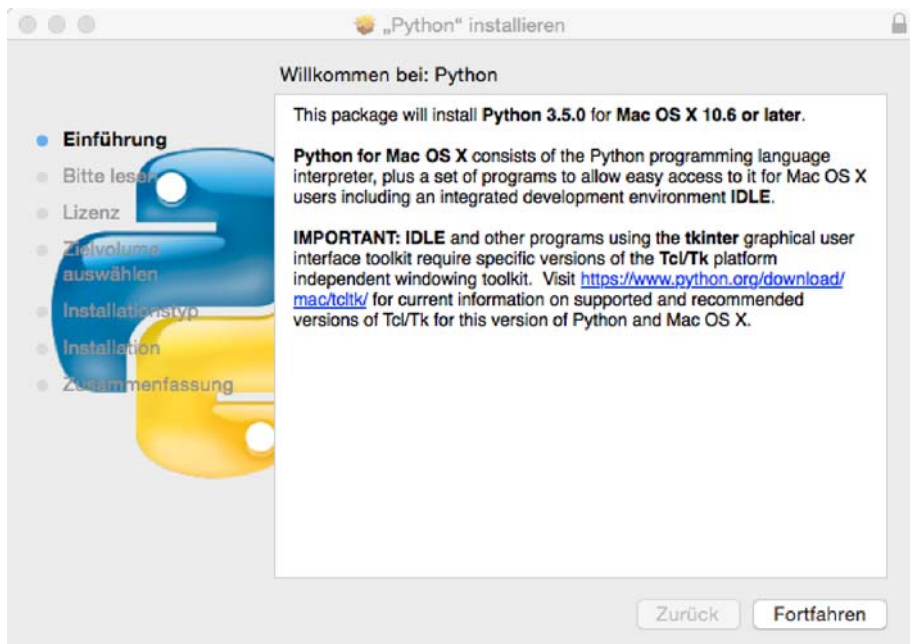 „Python“ installieren
Willkommen bei: Python
Einführung
Bitte lesen
Lizenz
Zielvolume
auswählen
Installationstyp
Installation
Zusammenfassung
This package will install Python 3.5.0 for Mac OS X 10.6 or later.
Python for Mac OS X consists of the Python programming language
interpreter, plus a set of programs to allow easy access to it for Mac OS X
users including an integrated development environment IDLE.
IMPORTANT: IDLE and other programs using the tkinter graphical user
interface toolkit require specific versions of the Tcl/Tk platform
independent windowing toolkit. Visit https://www.python.org/download/
mac/tcltk/ for current information on supported and recommended
versions of Tcl/Tk for this version of Python and Mac OS X.
Zurück
Fortfahren